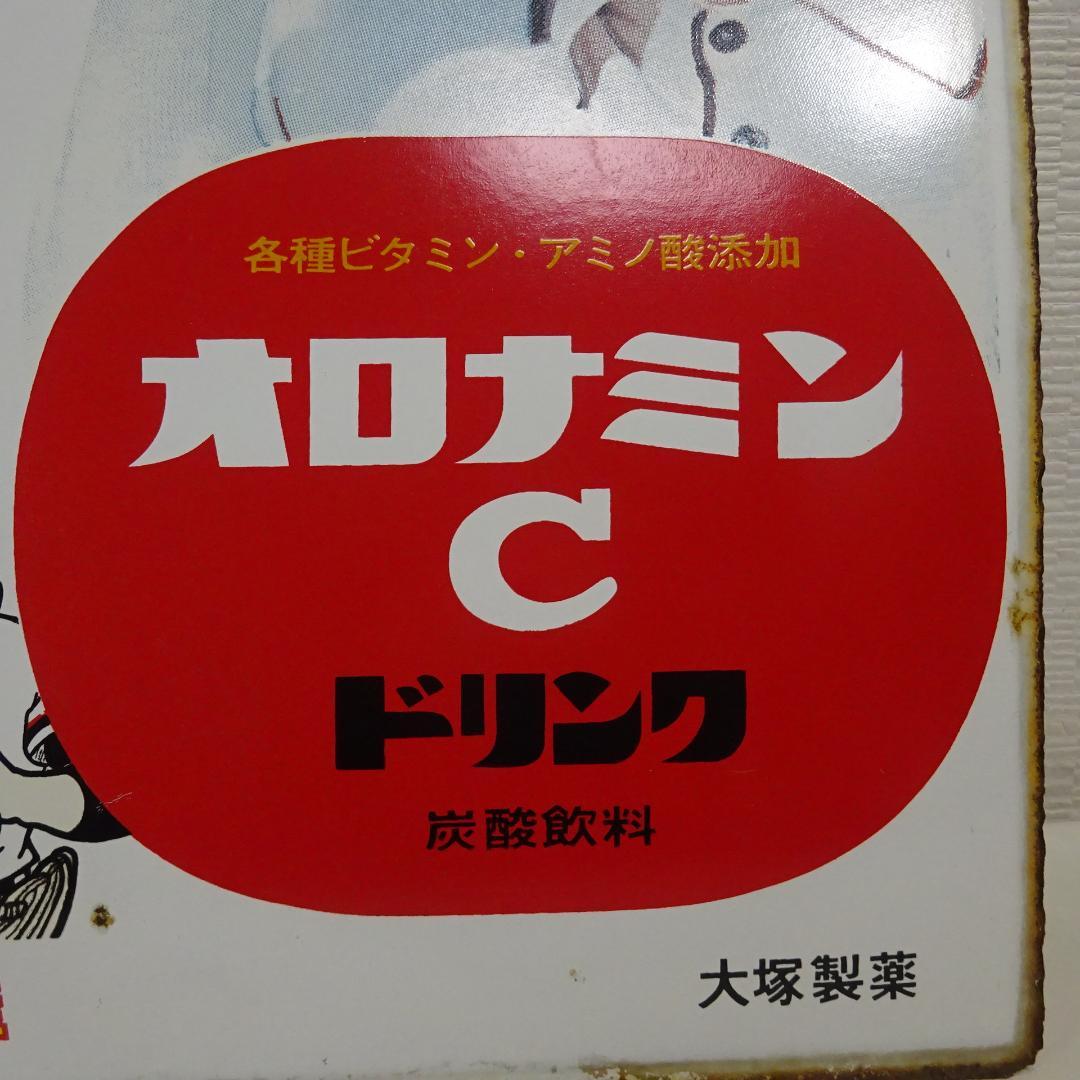 各種ビタミン・アミノ酸添加
オロナミン
C
ドリンク
炭酸飲料
大塚製薬